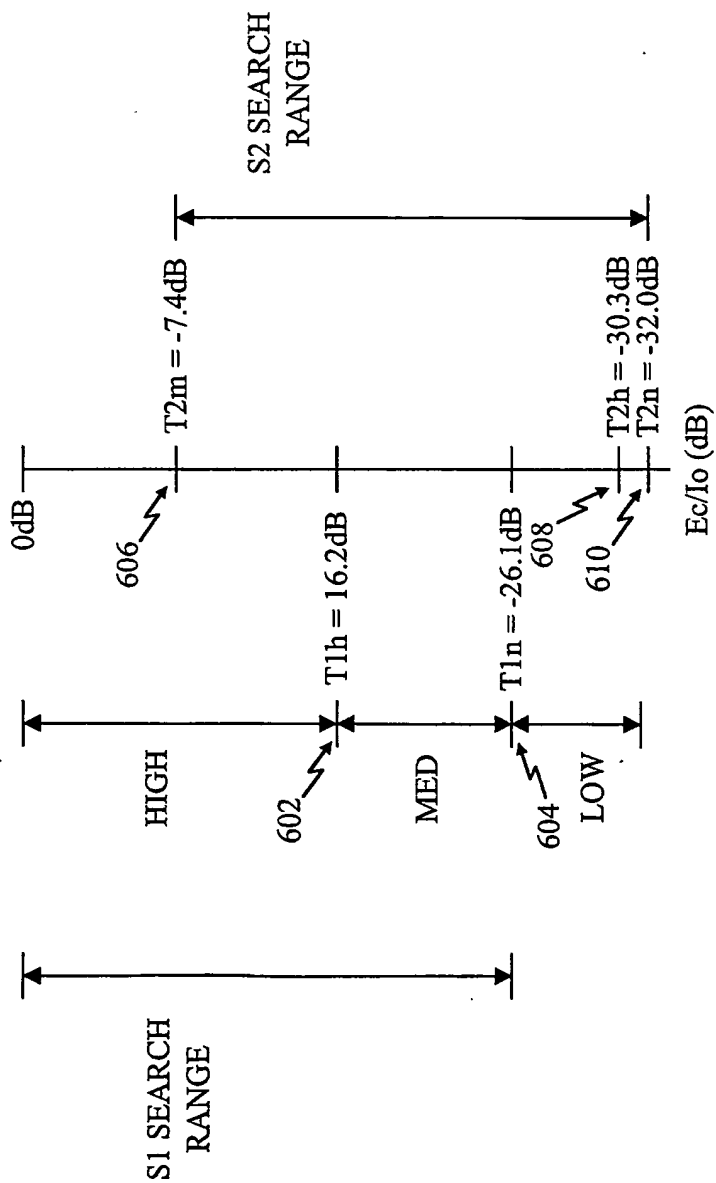 S1 SEARCH
RANGE
HIGH
MED
LOW
602
604
T1h = 16.2dB
T1n = -26.1dB
606
608
610
0dB
T2m = -7.4dB
T2h = -30.3dB
T2n = -32.0dB
Ec/Io (dB)
S2 SEARCH
RANGE